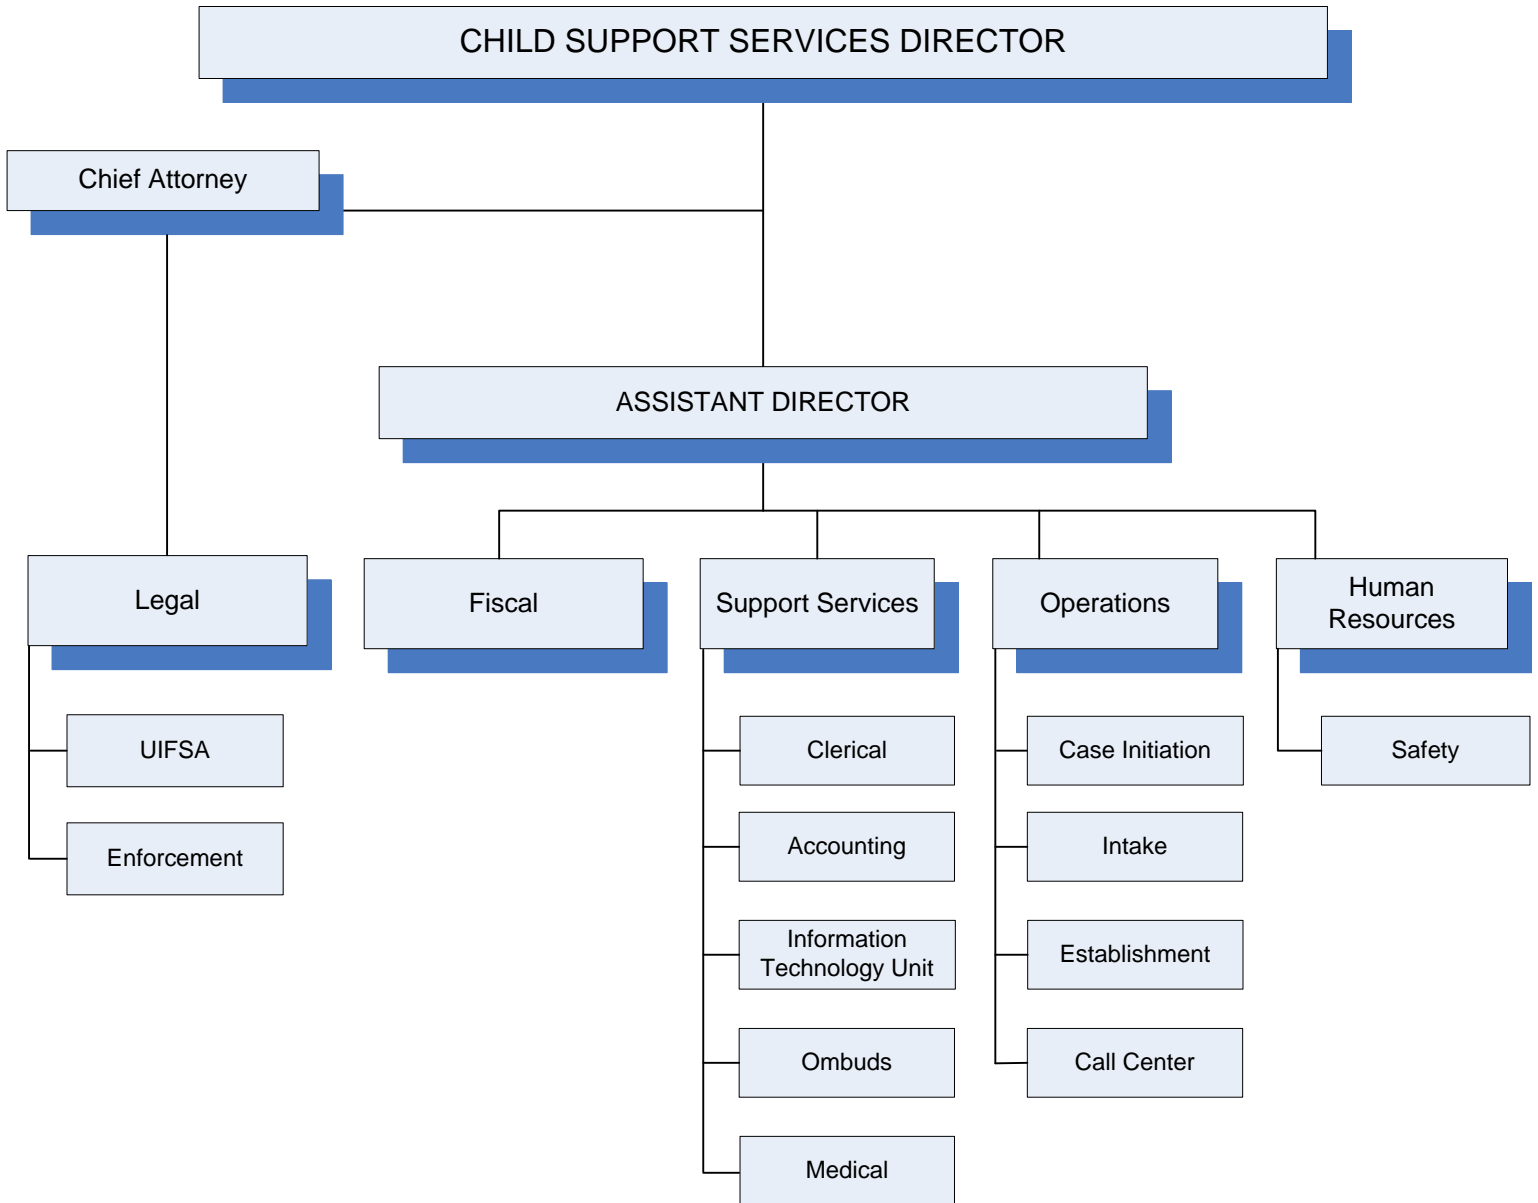 CHILD SUPPORT SERVICES DIRECTOR
Chief Attorney
ASSISTANT DIRECTOR
Legal
Fiscal
Support Services
Operations
Human
Resources
UIFSA
Enforcement
Clerical
Accounting
Information
Technology Unit
Ombuds
Medical
Case Initiation
Intake
Establishment
Call Center
Safety